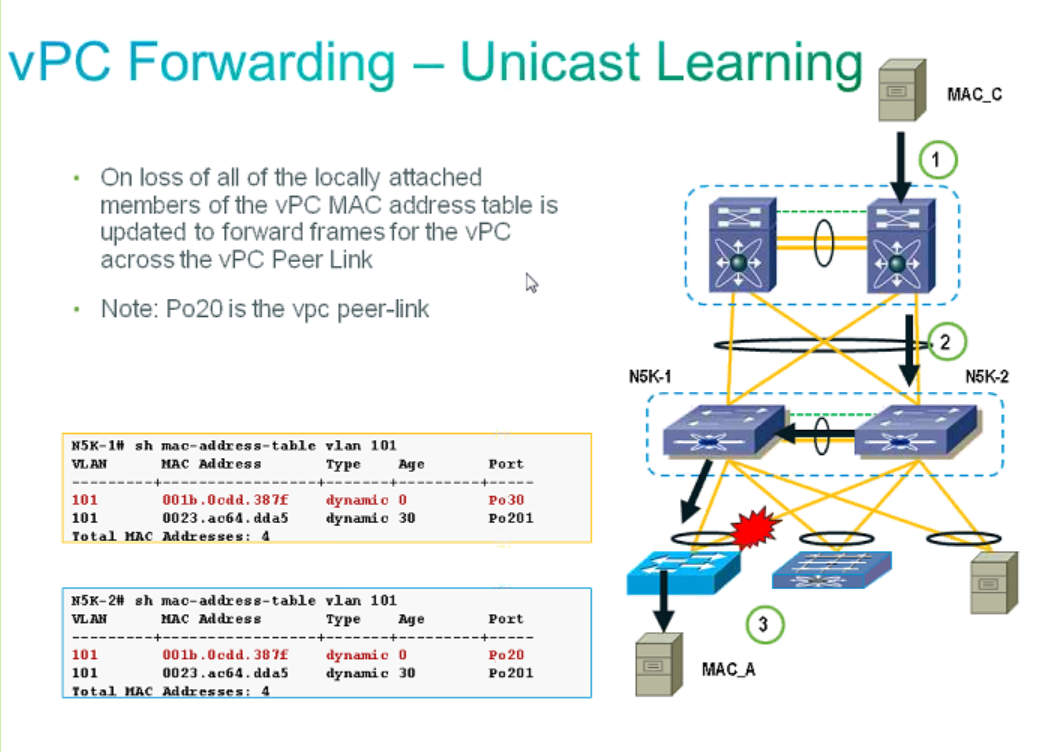 vPC Forwarding – Unicast Learning
MAC_C
1
• On loss of all of the locally attached
members of the vPC MAC address table is
updated to forward frames for the vPC
across the vPC Peer Link
• Note: Po20 is the vpc peer-link
2
N5K-1
N5K-2
N5K-1# sh mac-address-table vlan 101
VLAN MAC Address Type Age Port
---------+-----------------+-------+---------+-----
101 001b.0cdd.387f dynamic 0 Po30
101 0023.ac64.dda5 dynamic 30 Po201
Total MAC Addresses: 4
N5K-2# sh mac-address-table vlan 101
VLAN MAC Address Type Age Port
---------+-----------------+-------+---------+-----
101 001b.0cdd.387f dynamic 0 Po20
101 0023.ac64.dda5 dynamic 30 Po201
Total MAC Addresses: 4
3
MAC_A